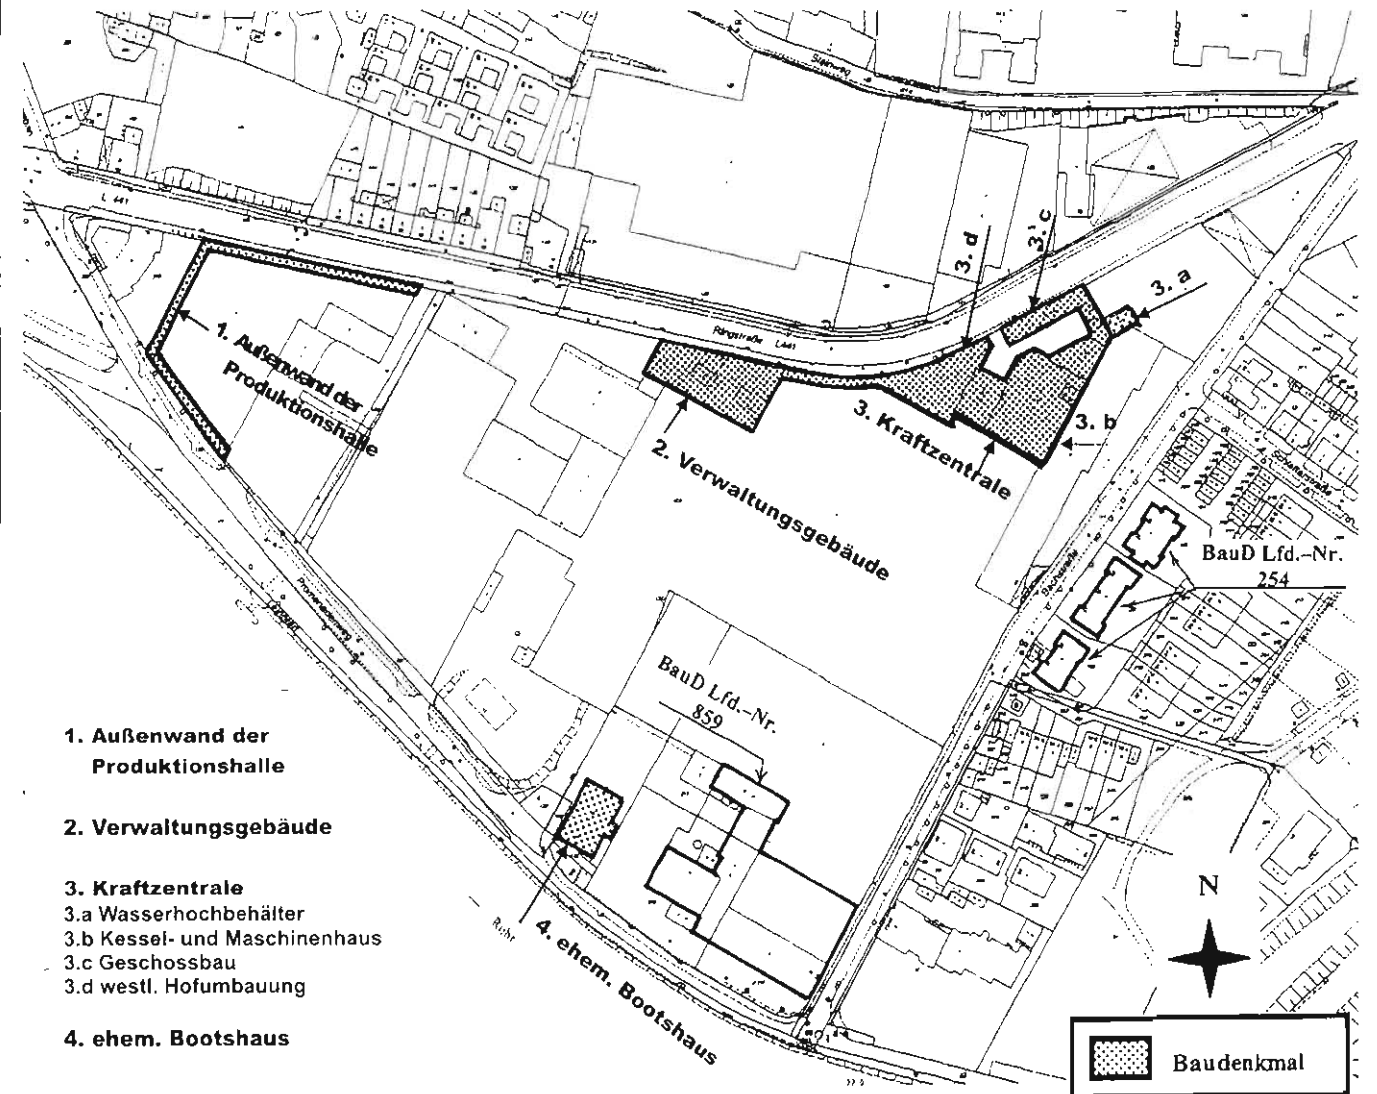 Steinweg
L 441
Ringstraße L441
3. d
3. c
3. a
1. Außenwand der
Produktionshalle
2. Verwaltungsgebäude
3. Kraftzentrale
3. b
Bachstraße
BauD Lfd.-Nr.
254
Promenadenweg
BauD Lfd.-Nr.
859
Ruhr
4. ehem. Bootshaus
1. Außenwand der
Produktionshalle
2. Verwaltungsgebäude
3. Kraftzentrale
3.a Wasserhochbehälter
3.b Kessel- und Maschinenhaus
3.c Geschossbau
3.d westl. Hofumbauung
4. ehem. Bootshaus
N
Baudenkmal